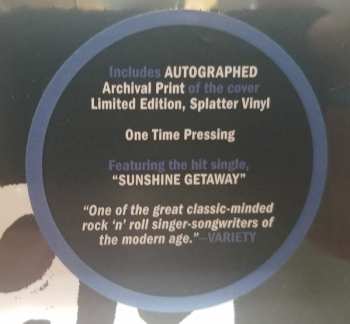 Includes AUTOGRAPHED
Archival Print of the cover
Limited Edition, Splatter Vinyl
One Time Pressing
Featuring the hit single,
“SUNSHINE GETAWAY”
“One of the great classic-minded
rock ‘n’ roll singer-songwriters of
the modern age.”—VARIETY